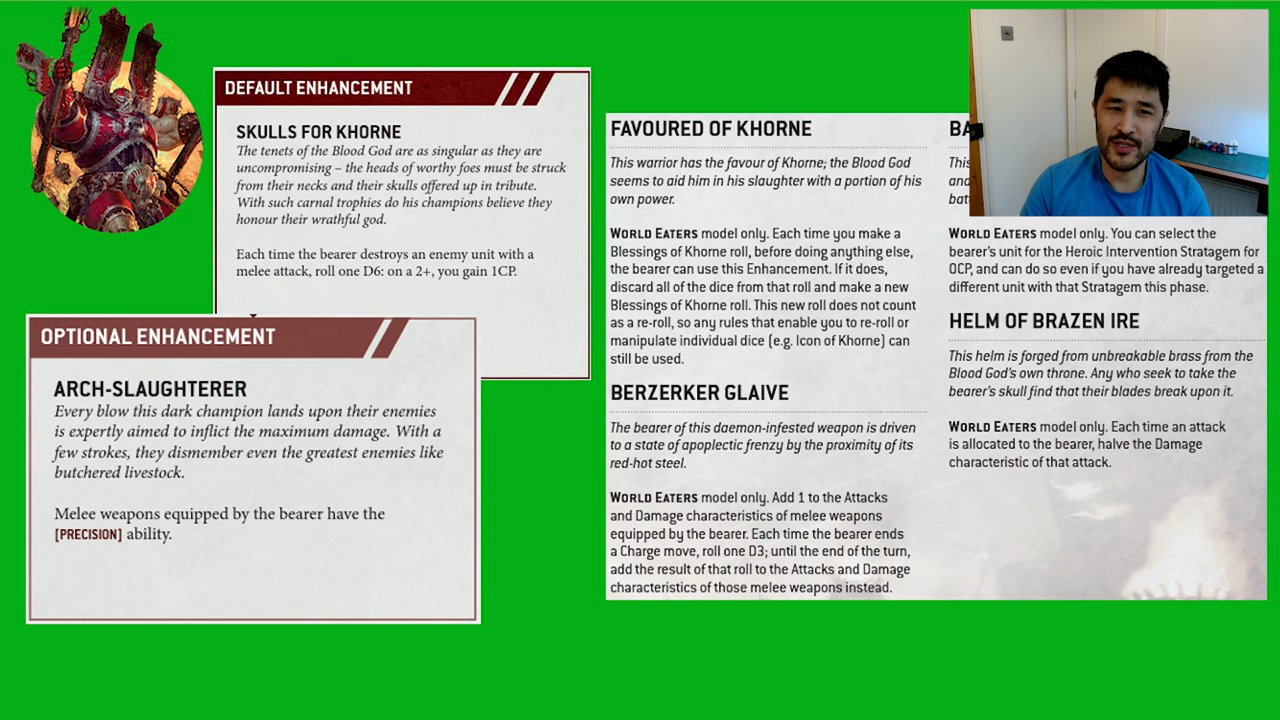 DEFAULT ENHANCEMENT
SKULLS FOR KHORNE
The tenets of the Blood God are as singular as they are
uncompromising – the heads of worthy foes must be struck
from their necks and their skulls offered up in tribute.
With such carnal trophies do his champions believe they
honour their wrathful god.
Each time the bearer destroys an enemy unit with a
melee attack, roll one D6: on a 2+, you gain 1CP.
OPTIONAL ENHANCEMENT
ARCH-SLAUGHTERER
Every blow this dark champion lands upon their enemies
is expertly aimed to inflict the maximum damage. With a
few strokes, they dismember even the greatest enemies like
butchered livestock.
Melee weapons equipped by the bearer have the
[PRECISION] ability.
FAVOURED OF KHORNE
This warrior has the favour of Khorne; the Blood God
seems to aid him in his slaughter with a portion of his
own power.
WORLD EATERS model only. Each time you make a
Blessings of Khorne roll, before doing anything else,
the bearer can use this Enhancement. If it does,
discard all of the dice from that roll and make a new
Blessings of Khorne roll. This new roll does not count
as a re-roll, so any rules that enable you to re-roll or
manipulate individual dice (e.g. Icon of Khorne) can
still be used.
BERZERKER GLAIVE
The bearer of this daemon-infested weapon is driven
to a state of apoplectic frenzy by the proximity of its
red-hot steel.
WORLD EATERS model only. Add 1 to the Attacks
and Damage characteristics of melee weapons
equipped by the bearer. Each time the bearer ends
a Charge move, roll one D3; until the end of the turn,
add the result of that roll to the Attacks and Damage
characteristics of those melee weapons instead.
BA
This
and
bat
WORLD EATERS model only. You can select the
bearer's unit for the Heroic Intervention Stratagem for
0CP, and can do so even if you have already targeted a
different unit with that Stratagem this phase.
HELM OF BRAZEN IRE
This helm is forged from unbreakable brass from the
Blood God's own throne. Any who seek to take the
bearer's skull find that their blades break upon it.
WORLD EATERS model only. Each time an attack
is allocated to the bearer, halve the Damage
characteristic of that attack.